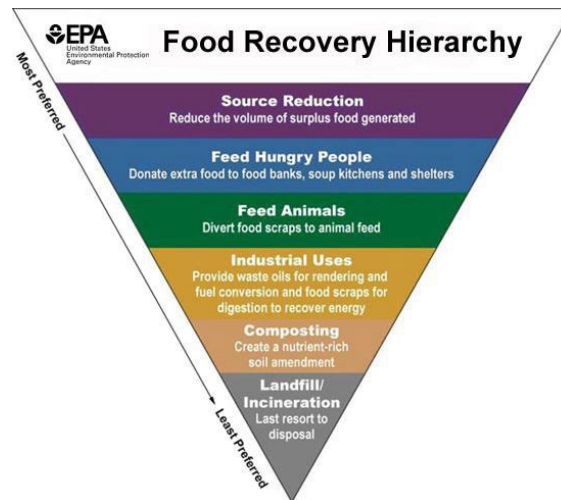 EPA
United States
Environmental Protection
Agency
Food Recovery Hierarchy
Most Preferred
Source Reduction
Reduce the volume of surplus food generated
Feed Hungry People
Donate extra food to food banks, soup kitchens and shelters
Feed Animals
Divert food scraps to animal feed
Industrial Uses
Provide waste oils for rendering and
fuel conversion and food scraps for
digestion to recover energy
Composting
Create a nutrient-rich
soil amendment
Landfill/
Incineration
Last resort to
disposal
Least Preferred